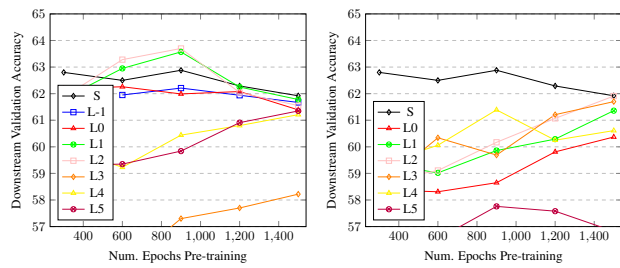 65
64
63
62
61
60
59
58
57
Downstream Validation Accuracy
S
L-1
L0
L1
L2
L3
L4
L5
400 600 800 1,000 1,200 1,400
Num. Epochs Pre-training
65
64
63
62
61
60
59
58
57
Downstream Validation Accuracy
S
L0
L1
L2
L3
L4
L5
400 600 800 1,000 1,200 1,400
Num. Epochs Pre-training